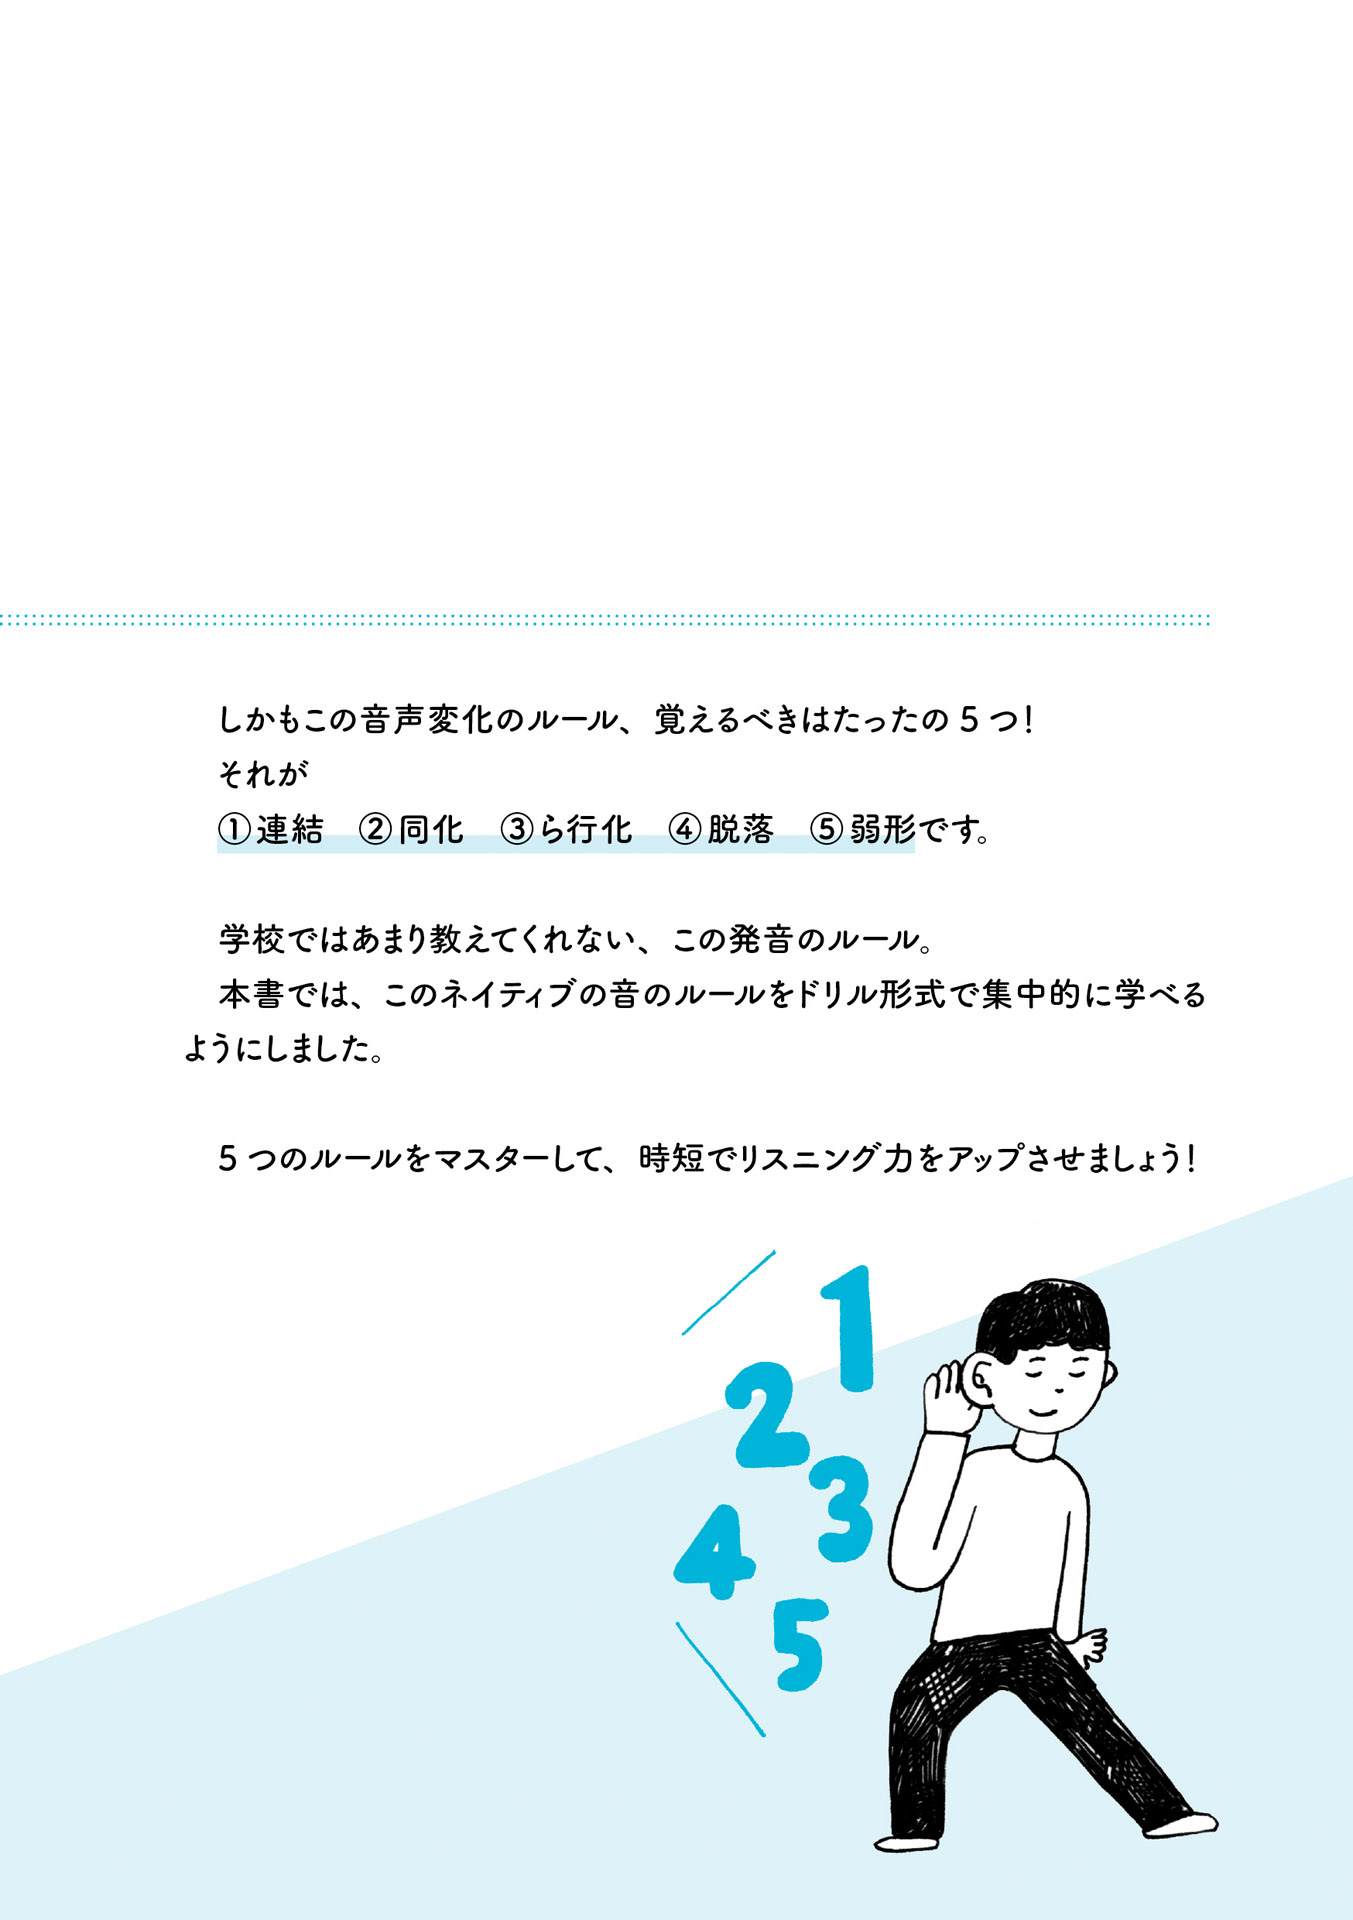 しかもこの音声変化のルール、覚えるべきはたったの 5 つ！
それが
①連結　②同化　③ら行化　④脱落　⑤弱形です。
学校ではあまり教えてくれない、この発音のルール。
本書では、このネイティブの音のルールをドリル形式で集中的に学べる
ようにしました。
5 つのルールをマスターして、時短でリスニング力をアップさせましょう！
1
2
3
4
5